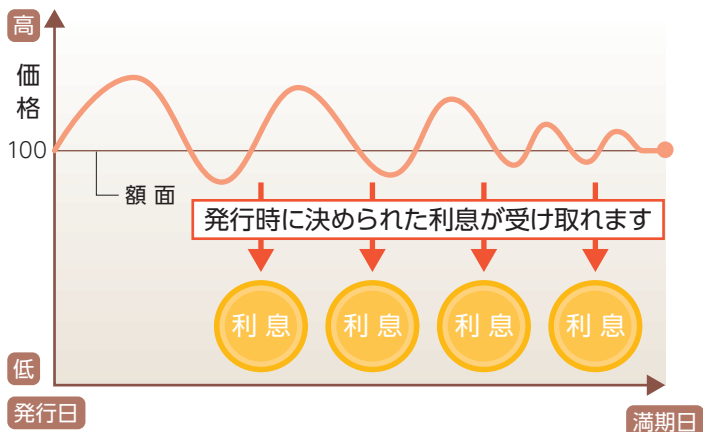 高
価格
100
額面
発行時に決められた利息が受け取れます
利息
利息
利息
利息
低
発行日
満期日